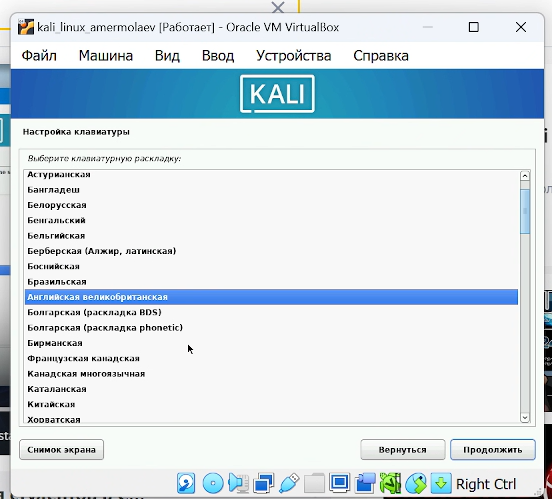 kali_linux_amermolaev [Работает] - Oracle VM VirtualBox
Файл Машина Вид Ввод Устройства Справка
KALI
Настройка клавиатуры
Выберите клавиатурную раскладку:
Астурианская
Бангладеш
Белорусская
Бенгальский
Бельгийская
Берберская (Алжир, латинская)
Боснийская
Бразильская
Английская великобританская
Болгарская (раскладка BDS)
Болгарская (раскладка phonetic)
Бирманская
Французская канадская
Канадская многоязычная
Каталанская
Китайская
Хорватская
Снимок экрана Вернуться Продолжить
Right Ctrl